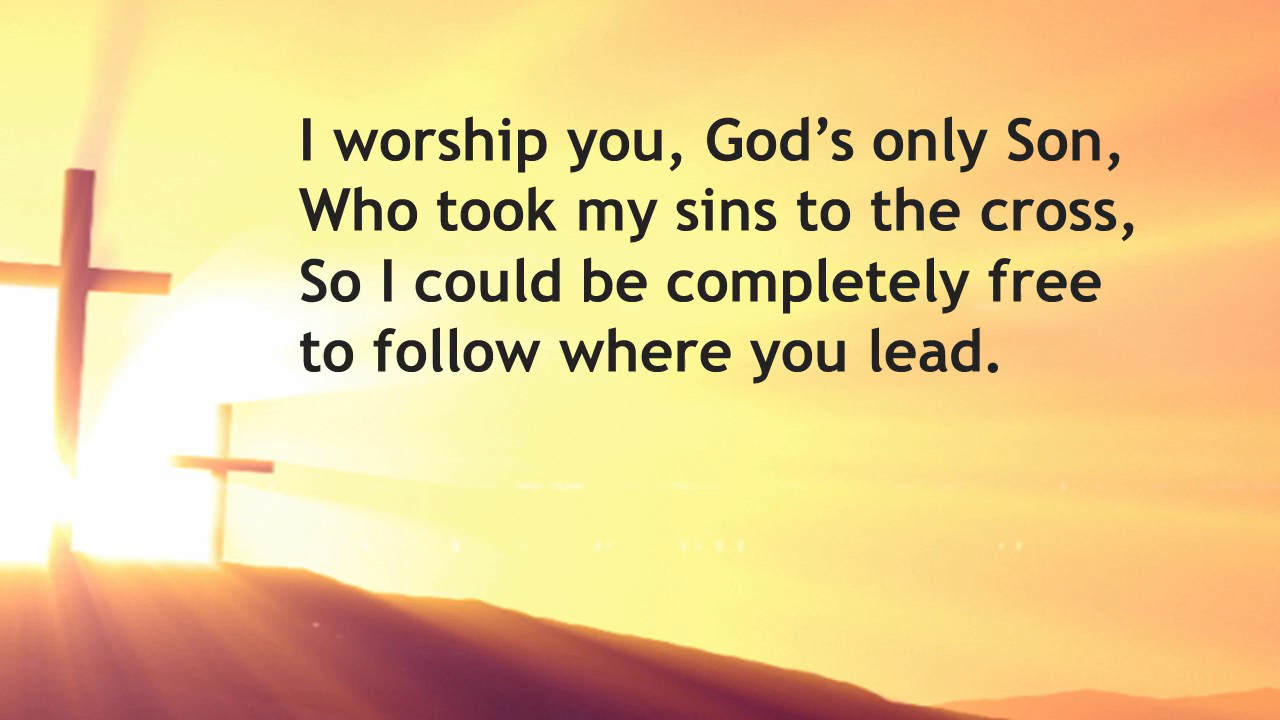 I worship you, God’s only Son,
Who took my sins to the cross,
So I could be completely free
to follow where you lead.